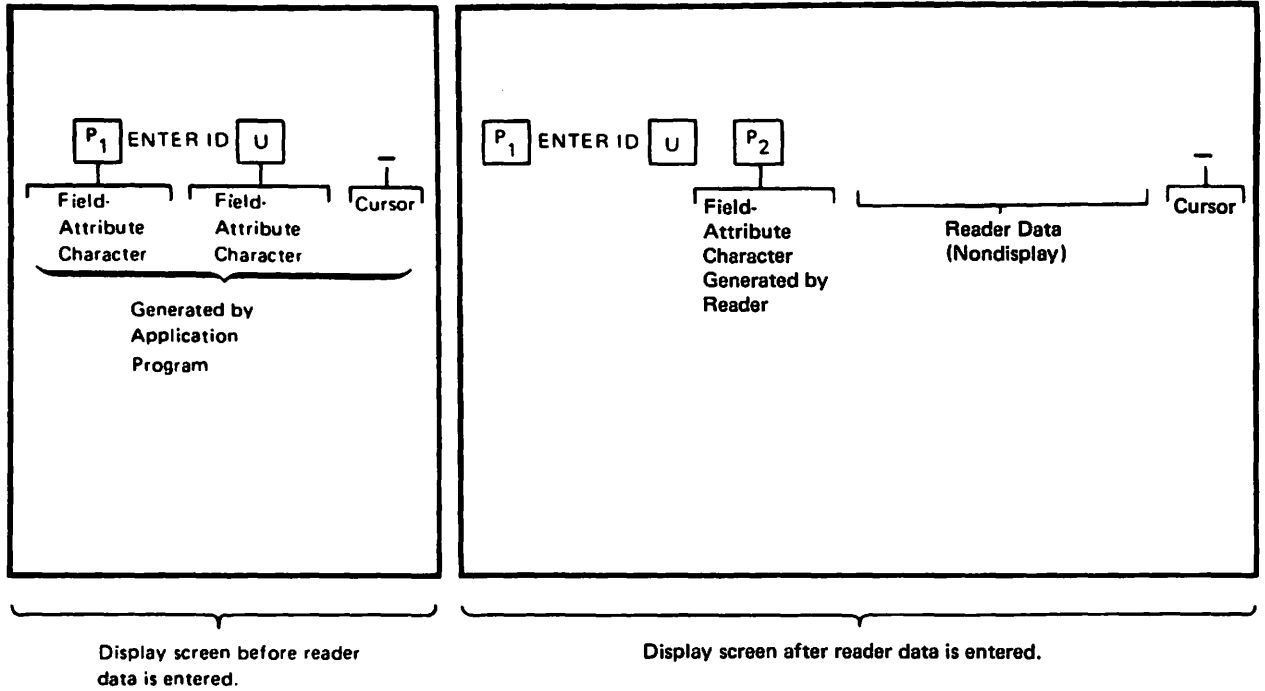 P1 ENTER ID U
Field-
Attribute
Character
Field-
Attribute
Character
Cursor
Generated by
Application
Program
Display screen before reader
data is entered.
P1 ENTER ID U P2
Field-
Attribute
Character
Generated by
Reader
Reader Data
(Nondisplay)
Cursor
Display screen after reader data is entered.